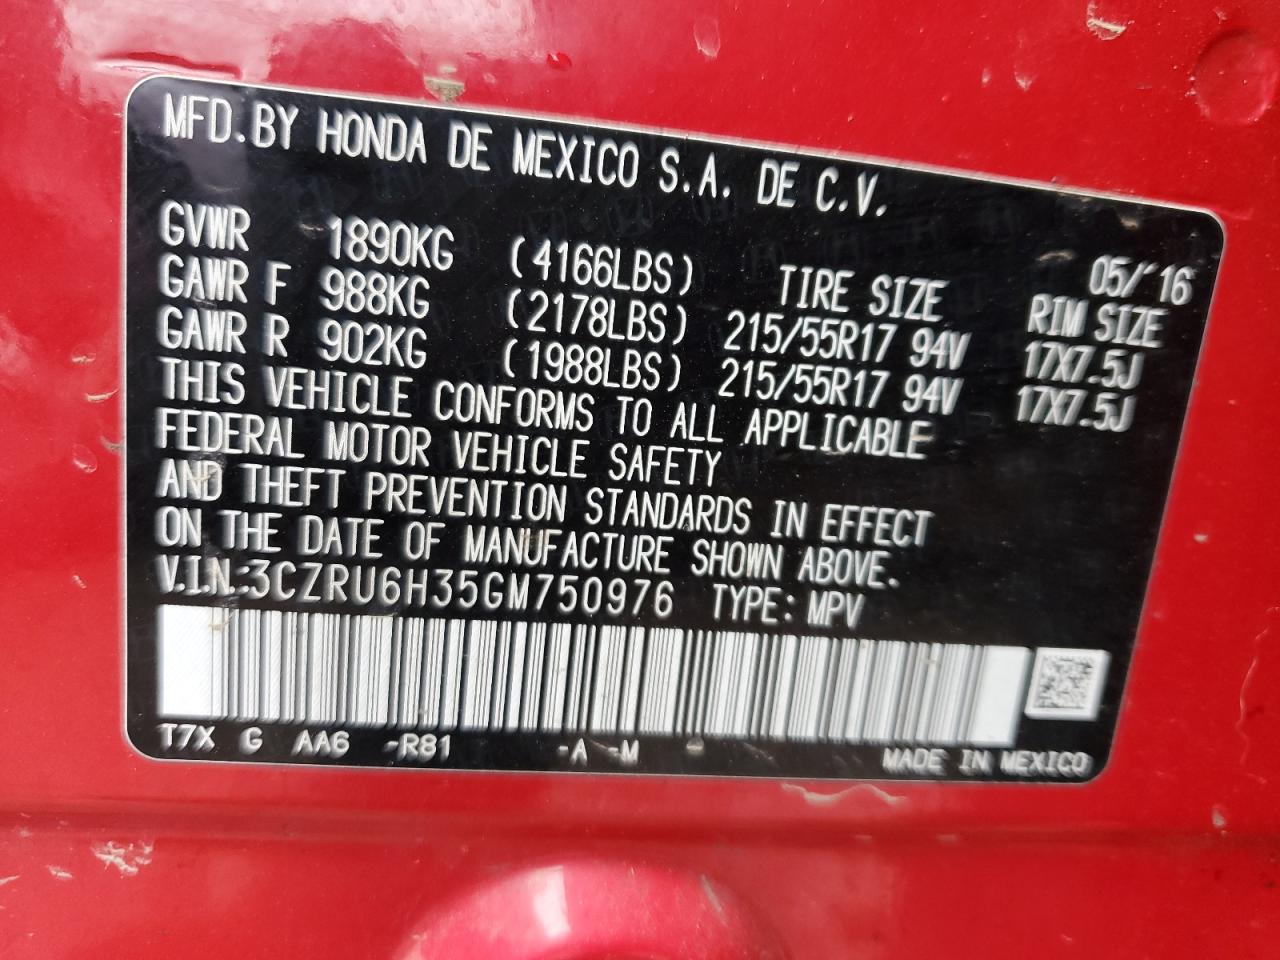 MFD.BY HONDA DE MEXICO S.A. DE C.V.
05/'16
GVWR 1890KG (4166LBS) TIRE SIZE RIM SIZE
GAWR F 988KG (2178LBS) 215/55R17 94V 17X7.5J
GAWR R 902KG (1988LBS) 215/55R17 94V 17X7.5J
THIS VEHICLE CONFORMS TO ALL APPLICABLE
FEDERAL MOTOR VEHICLE SAFETY
AND THEFT PREVENTION STANDARDS IN EFFECT
ON THE DATE OF MANUFACTURE SHOWN ABOVE.
V.I.N.:3CZRU6H35GM750976 TYPE: MPV
T7X G AA6 -R81 -A -M -
MADE IN MEXICO